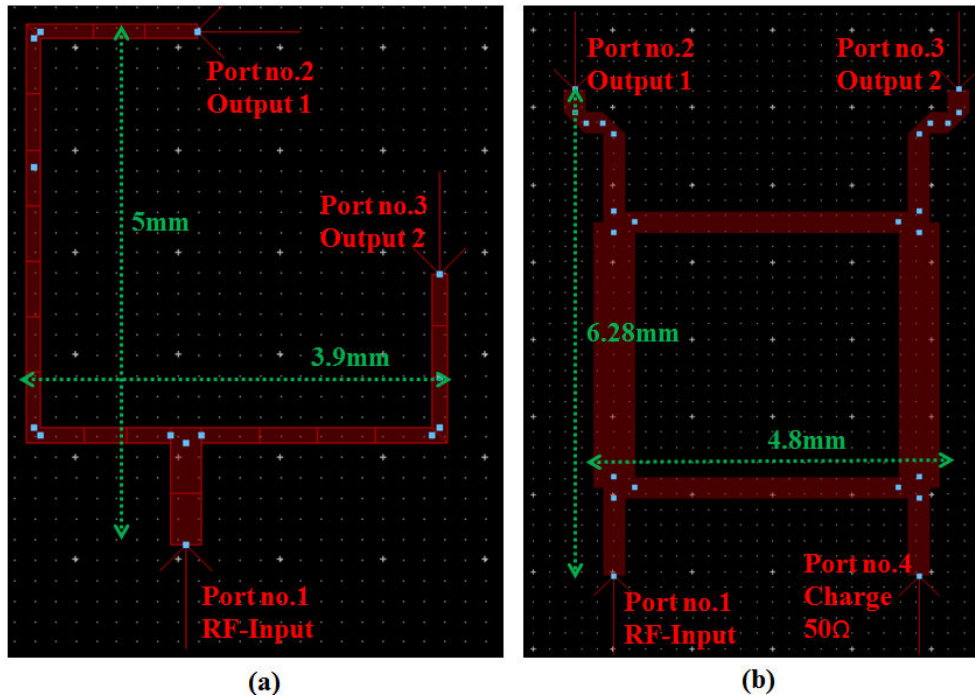 Port no.2
Output 1
5mm
Port no.3
Output 2
3.9mm
Port no.1
RF-Input
(a)
Port no.2
Output 1
Port no.3
Output 2
6.28mm
4.8mm
Port no.1
RF-Input
Port no.4
Charge
50Ω
(b)